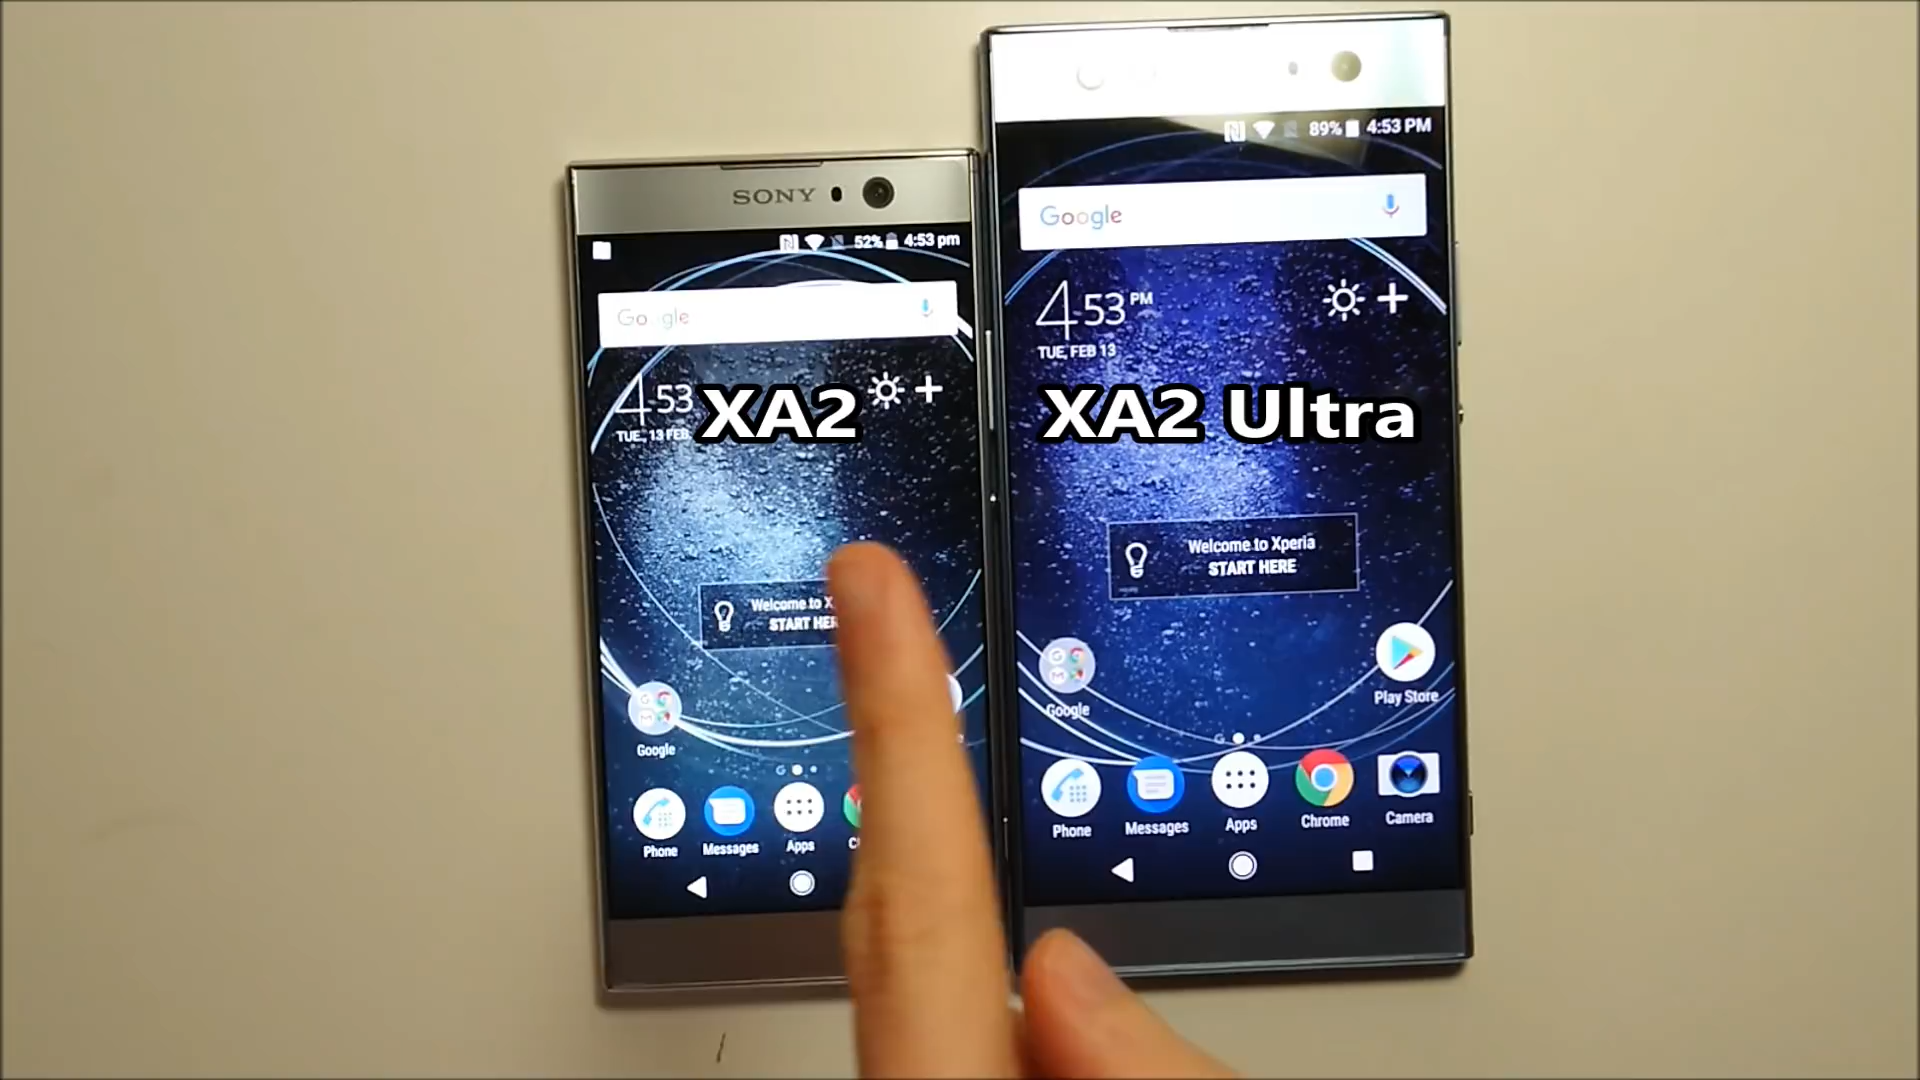 SONY
52% 4:53 pm
Google
4 53
TUE, 13 FEB
XA2
Welcome to X
START HER
Google
Phone
Messages
Apps
89% 4:53 PM
Google
4 53 PM
TUE, FEB 13
XA2 Ultra
Welcome to Xperia
START HERE
Google
Play Store
Phone
Messages
Apps
Chrome
Camera